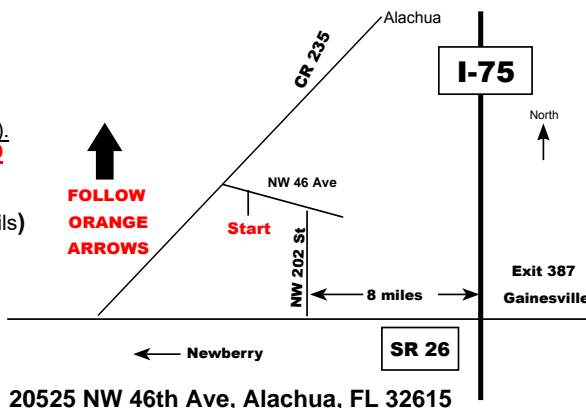 Alachua
CR 235
I-75
).
North
FOLLOW
ORANGE
ARROWS
NW 46 Ave
ils)
Start
NW 202 St
8 miles
Exit 387
Gainesville
Newberry
SR 26
20525 NW 46th Ave, Alachua, FL 32615